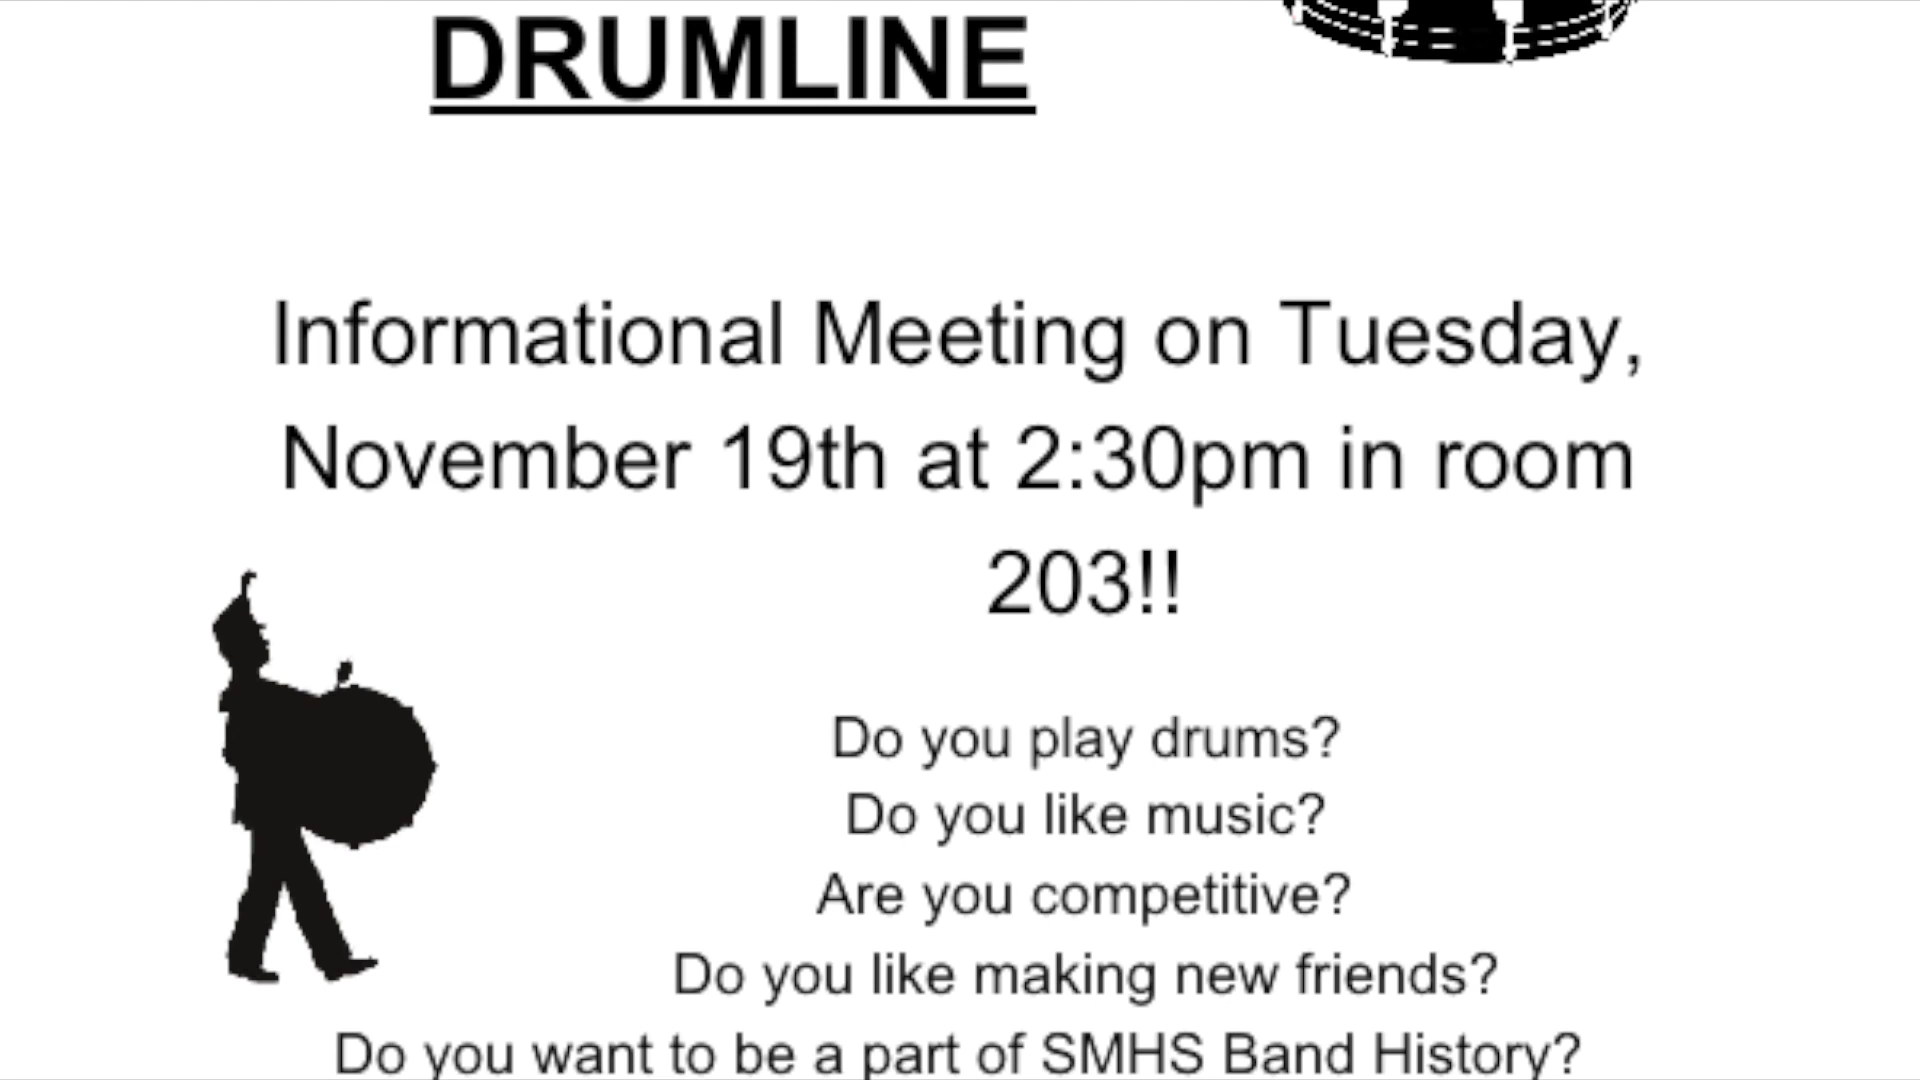 DRUMLINE
Informational Meeting on Tuesday,
November 19th at 2:30pm in room
203!!
Do you play drums?
Do you like music?
Are you competitive?
Do you like making new friends?
Do you want to be a part of SMHS Band History?